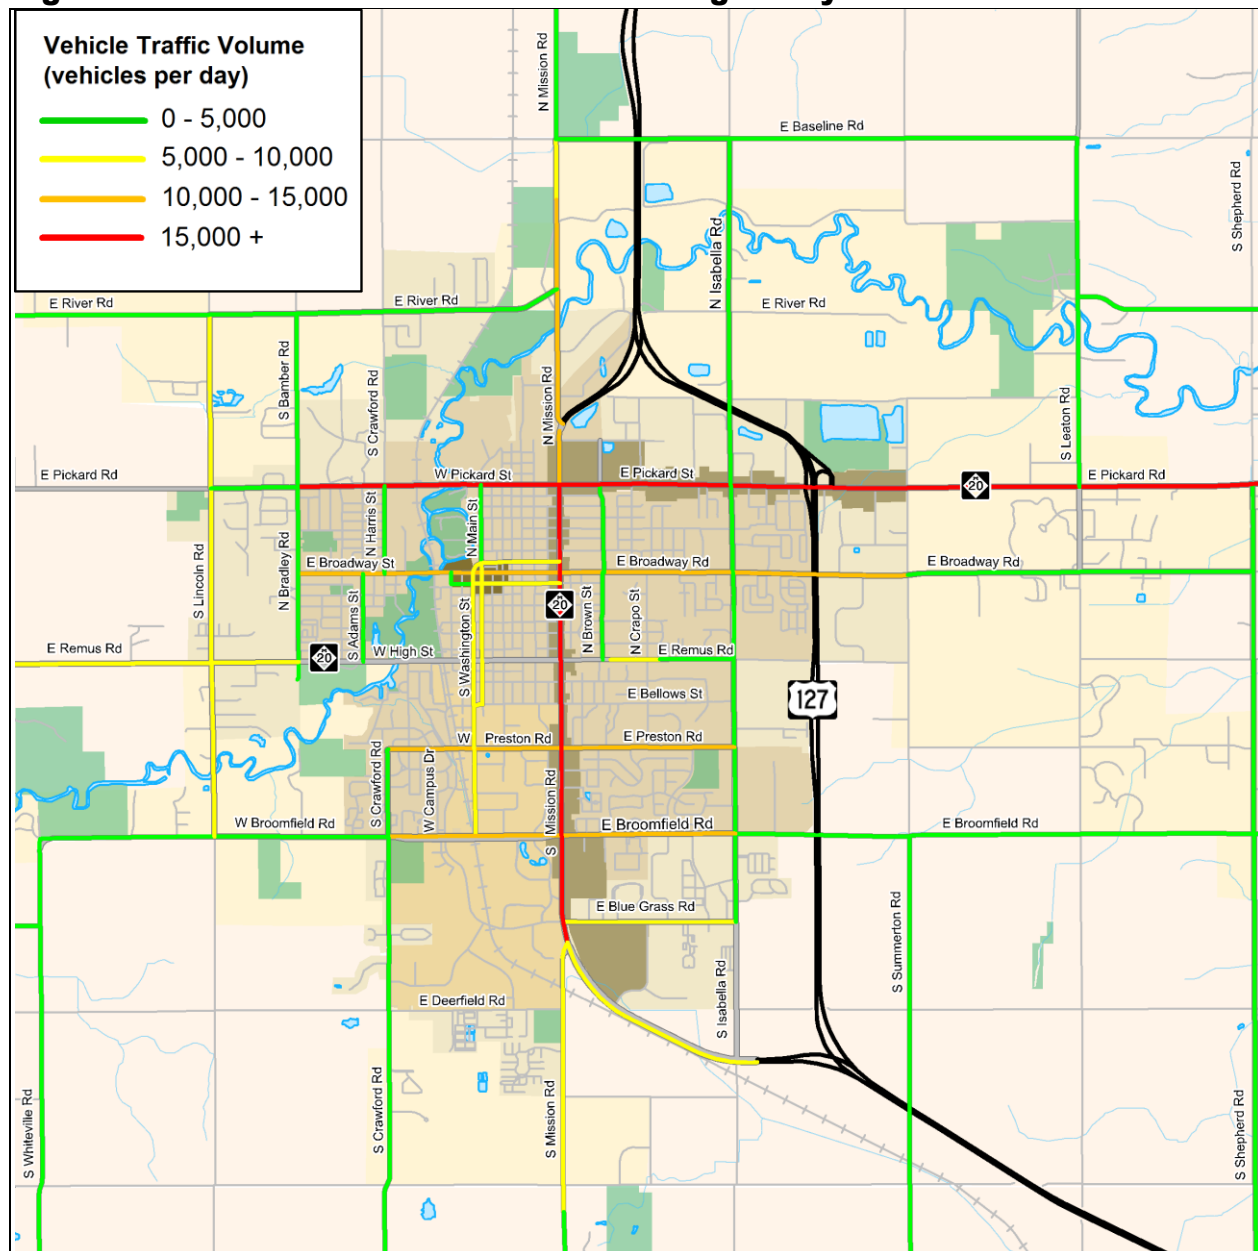 Vehicle Traffic Volume
(vehicles per day)
0 - 5,000
5,000 - 10,000
10,000 - 15,000
15,000 +
N Mission Rd
E Baseline Rd
S Shepherd Rd
N Isabella Rd
E River Rd
E River Rd
E River Rd
S Bamber Rd
S Crawford Rd
N Mission Rd
S Leaton Rd
E Pickard Rd
W Pickard St
E Pickard St
E Pickard Rd
20
N Harris St
N Main St
N Bradley Rd
S Lincoln Rd
E Broadway St
E Broadway Rd
E Broadway Rd
S Adams St
S Washington St
20
N Brown St
N Crapo St
E Remus Rd
20
W High St
E Remus Rd
E Bellows St
127
W Preston Rd
E Preston Rd
S Crawford Rd
W Campus Dr
S Mission Rd
W Broomfield Rd
E Broomfield Rd
E Broomfield Rd
E Blue Grass Rd
S Summerton Rd
S Isabella Rd
E Deerfield Rd
S Whiteville Rd
S Crawford Rd
S Mission Rd
S Shepherd Rd